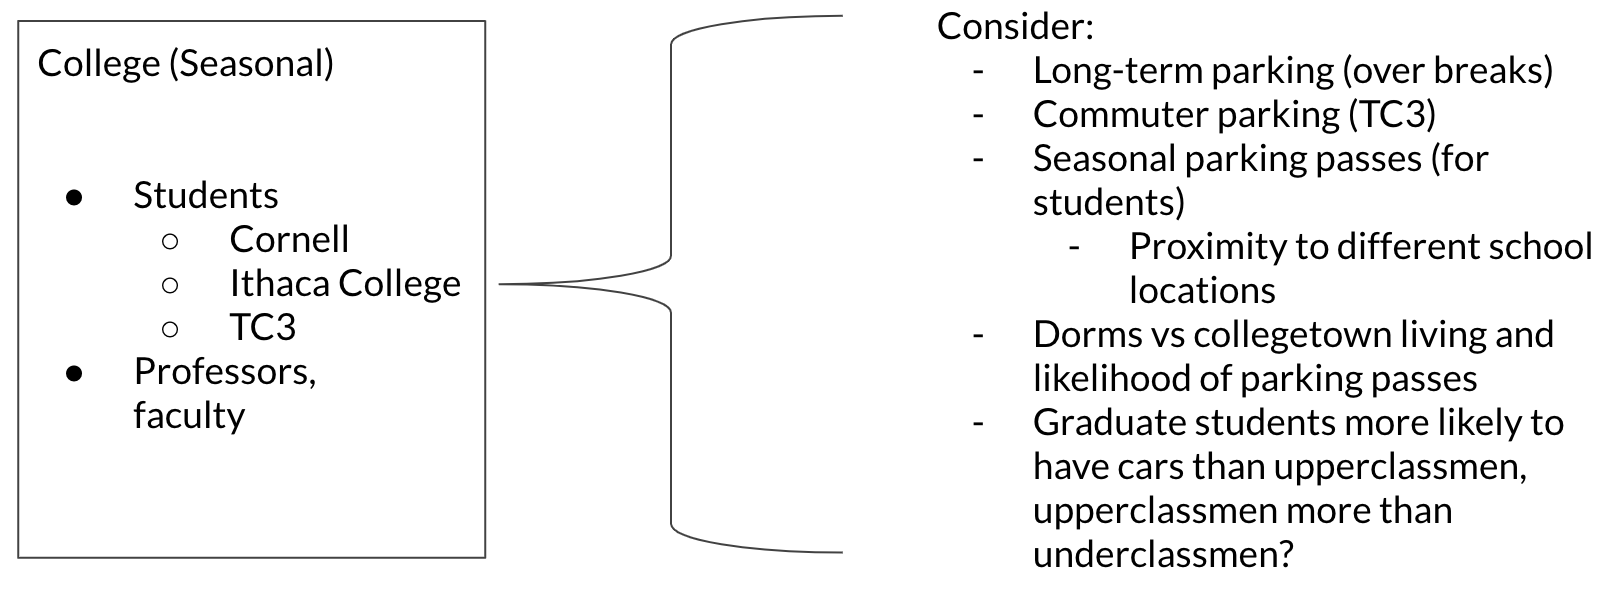 College (Seasonal)
● Students
○ Cornell
○ Ithaca College
○ TC3
● Professors,
faculty
Consider:
- Long-term parking (over breaks)
- Commuter parking (TC3)
- Seasonal parking passes (for
students)
- Proximity to different school
locations
- Dorms vs collegetown living and
likelihood of parking passes
- Graduate students more likely to
have cars than upperclassmen,
upperclassmen more than
underclassmen?